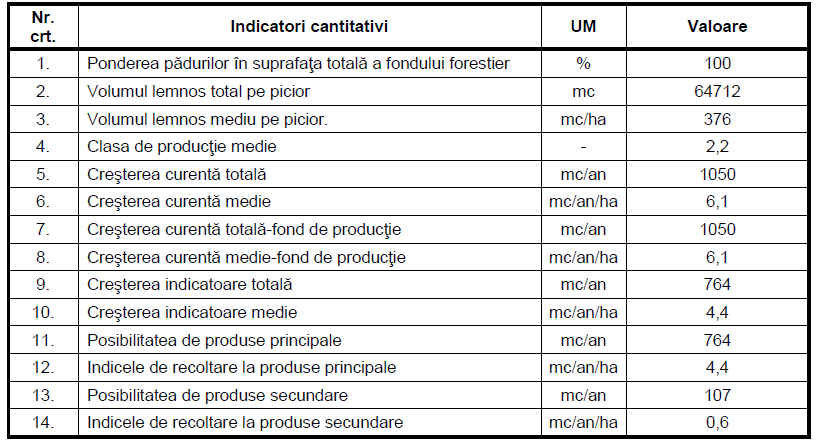 Nr. crt. Indicatori cantitativi UM Valoare
1. Ponderea pădurilor în suprafaţa totală a fondului forestier % 100
2. Volumul lemnos total pe picior mc 64712
3. Volumul lemnos mediu pe picior. mc/ha 376
4. Clasa de producţie medie - 2,2
5. Creşterea curentă totală mc/an 1050
6. Creşterea curentă medie mc/an/ha 6,1
7. Creşterea curentă totală-fond de producţie mc/an 1050
8. Creşterea curentă medie-fond de producţie mc/an/ha 6,1
9. Creşterea indicatoare totală mc/an 764
10. Creşterea indicatoare medie mc/an/ha 4,4
11. Posibilitatea de produse principale mc/an 764
12. Indicele de recoltare la produse principale mc/an/ha 4,4
13. Posibilitatea de produse secundare mc/an 107
14. Indicele de recoltare la produse secundare mc/an/ha 0,6